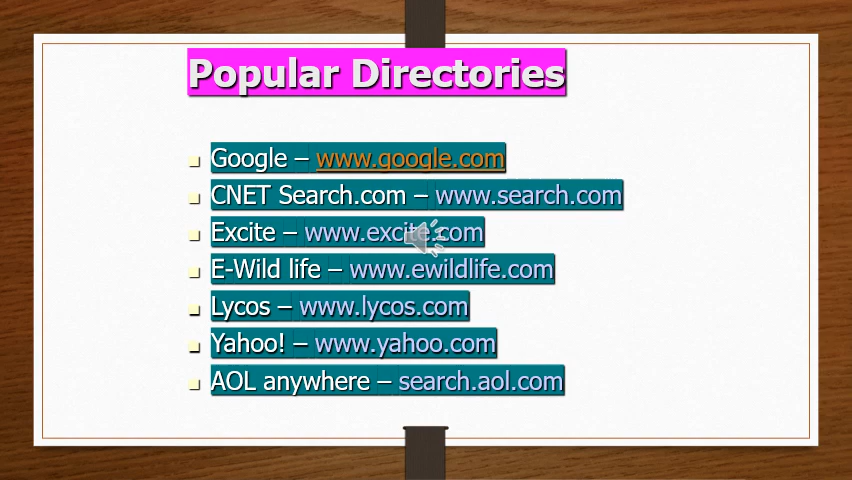 Popular Directories
Google – www.google.com
CNET Search.com – www.search.com
Excite – www.excite.com
E-Wild life – www.ewildlife.com
Lycos – www.lycos.com
Yahoo! – www.yahoo.com
AOL anywhere – search.aol.com